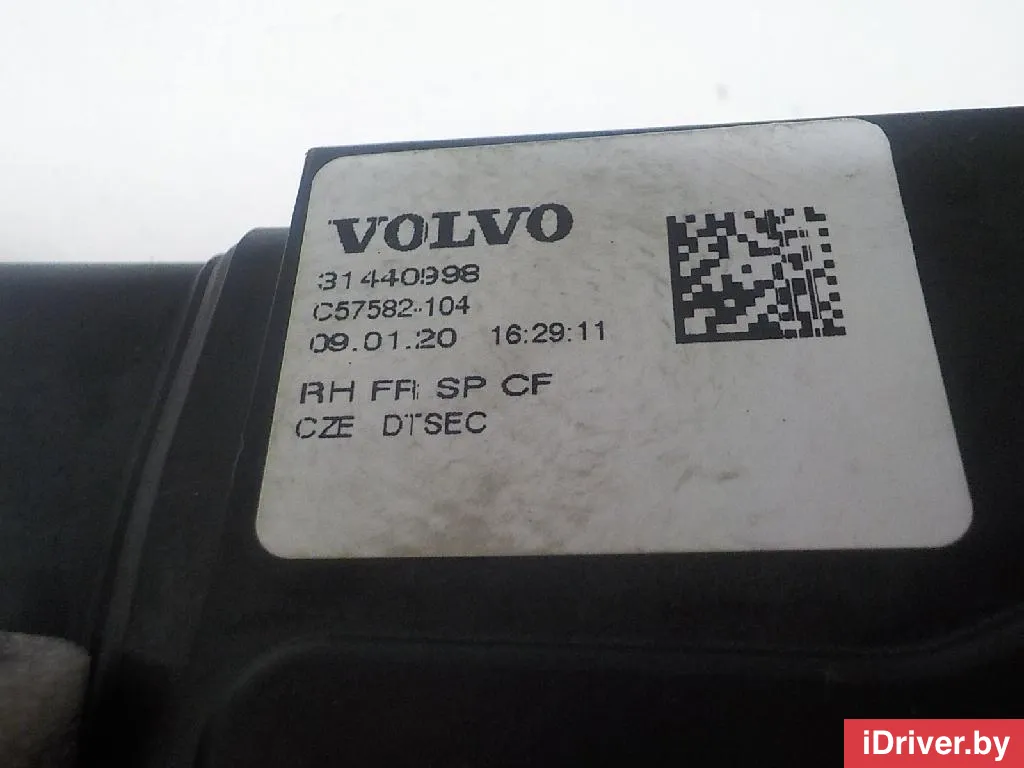 VOLVO
31440998
C57582-104
09.01.20 16:29:11
RH FR SP CF
CZE DTSEC
iDriver.by